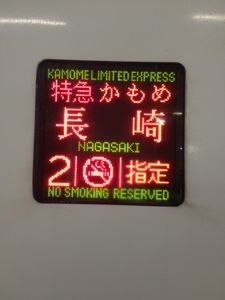 KAMOME LIMITED EXPRESS
特急かもめ
長崎
NAGASAKI
2 指定
NO SMOKING RESERVED